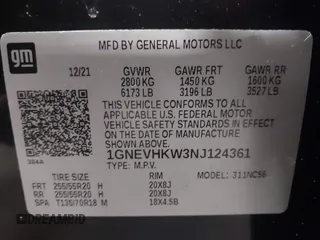 gm
MFD BY GENERAL MOTORS LLC
12/21 GVWR GAWR FRT GAWR RR
2800 KG 1450 KG 1600 KG
6173 LB 3196 LB 3527 LB
THIS VEHICLE CONFORMS TO ALL
APPLICABLE U.S. FEDERAL MOTOR
VEHICLE SAFETY
STANDARDS IN EFFECT ON THE DATE OF MANUFACTURE
SHOWN ABOVE.
1GNEVHKW3NJ124361
TYPE: M.P.V.
TIRE SIZE RIM MODEL: 311NC56
FRT 255/55R20 H 20X8J
RR 255/55R20 H 20X8J
SPA T135/70R18 M 18X4.5B
DREAMBID